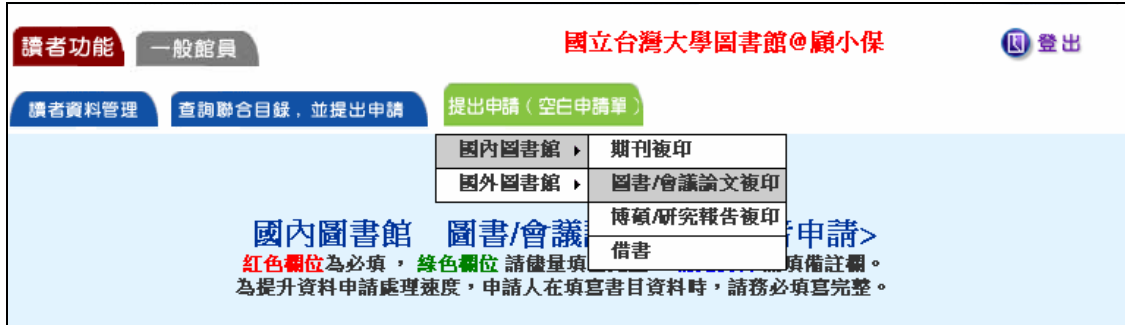 讀者功能 一般館員 國立台灣大學圖書館@顧小保 登出
讀者資料管理 查詢聯合目錄,並提出申請 提出申請(空白申請單)
國內圖書館 期刊複印
國外圖書館 圖書/會議論文複印
博碩/研究報告複印
借書
國內圖書館 圖書/會議 申請>
紅色欄位為必填, 綠色欄位 請儘量填 填備註欄。
為提升資料申請處理速度,申請人在填寫書目資料時,請務必填寫完整。